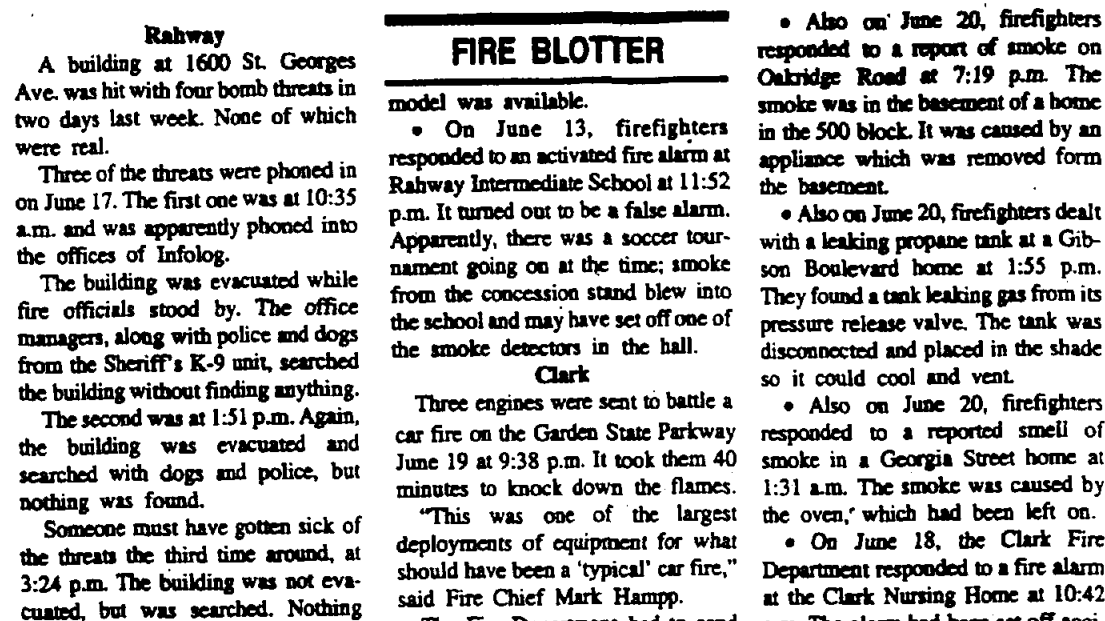 Rahway
A building at 1600 St. Georges
Ave. was hit with four bomb threats in
two days last week. None of which
were real.
Three of the threats were phoned in
on June 17. The first one was at 10:35
a.m. and was apparently phoned into
the offices of Infolog.
The building was evacuated while
fire officials stood by. The office
managers, along with police and dogs
from the Sheriff's K-9 unit, searched
the building without finding anything.
The second was at 1:51 p.m. Again,
the building was evacuated and
searched with dogs and police, but
nothing was found.
Someone must have gotten sick of
the threats the third time around, at
3:24 p.m. The building was not eva-
cuated, but was searched. Nothing
FIRE BLOTTER
model was available.
• On June 13, firefighters
responded to an activated fire alarm at
Rahway Intermediate School at 11:52
p.m. It turned out to be a false alarm.
Apparently, there was a soccer tour-
nament going on at the time; smoke
from the concession stand blew into
the school and may have set off one of
the smoke detectors in the hall.
Clark
Three engines were sent to battle a
car fire on the Garden State Parkway
June 19 at 9:38 p.m. It took them 40
minutes to knock down the flames.
"This was one of the largest
deployments of equipment for what
should have been a 'typical' car fire,"
said Fire Chief Mark Hampp.
The Fire Department had to send
• Also on June 20, firefighters
responded to a report of smoke on
Oakridge Road at 7:19 p.m. The
smoke was in the basement of a home
in the 500 block. It was caused by an
appliance which was removed form
the basement.
• Also on June 20, firefighters dealt
with a leaking propane tank at a Gib-
son Boulevard home at 1:55 p.m.
They found a tank leaking gas from its
pressure release valve. The tank was
disconnected and placed in the shade
so it could cool and vent.
• Also on June 20, firefighters
responded to a reported smell of
smoke in a Georgia Street home at
1:31 a.m. The smoke was caused by
the oven, which had been left on.
• On June 18, the Clark Fire
Department responded to a fire alarm
at the Clark Nursing Home at 10:42
The alarm had been set off acci-